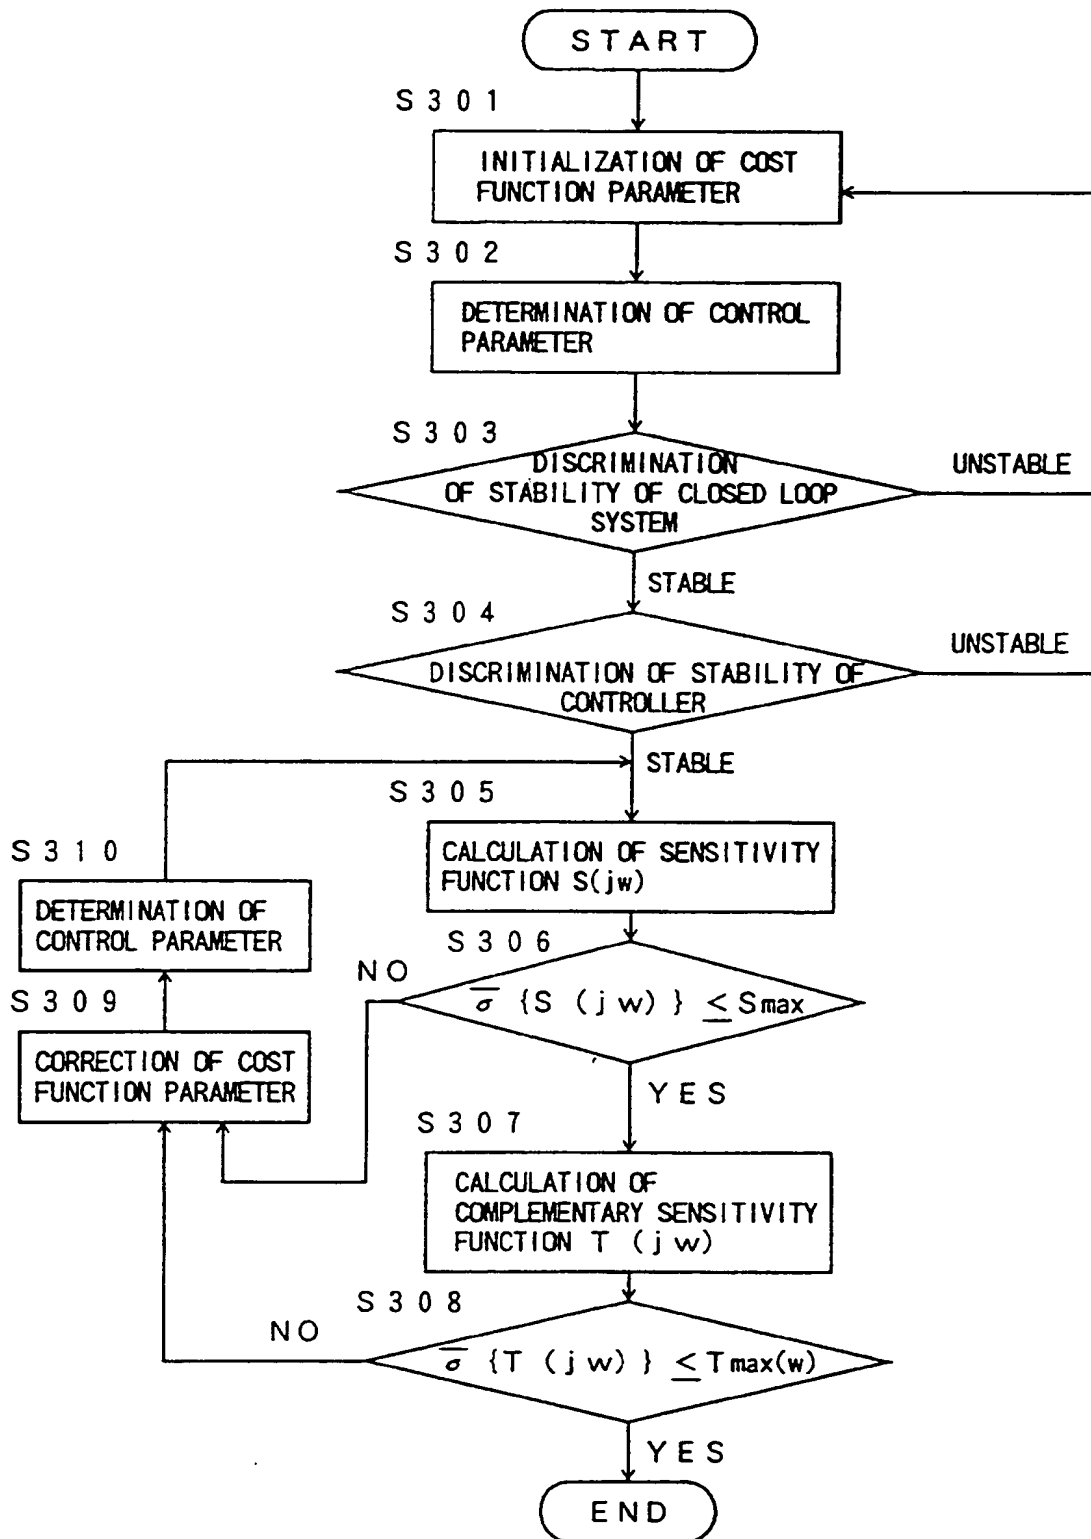 START
S301
INITIALIZATION OF COST
FUNCTION PARAMETER
S302
DETERMINATION OF CONTROL
PARAMETER
S303
DISCRIMINATION
OF STABILITY OF CLOSED LOOP
SYSTEM
UNSTABLE
STABLE
S304
DISCRIMINATION OF STABILITY OF
CONTROLLER
UNSTABLE
STABLE
S305
CALCULATION OF SENSITIVITY
FUNCTION S(jw)
S310
DETERMINATION OF
CONTROL PARAMETER
S306
NO
σ̅ {S (jw)} ≤ Smax
S309
CORRECTION OF COST
FUNCTION PARAMETER
YES
S307
CALCULATION OF
COMPLEMENTARY SENSITIVITY
FUNCTION T (jw)
S308
NO
σ̅ {T (jw)} ≤ Tmax(w)
YES
END